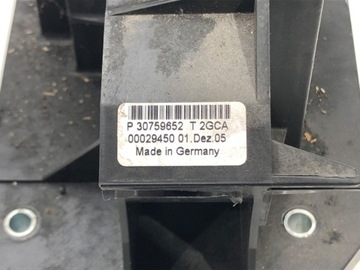 P 30759652 T 2GCA
00029450 01.Dez.05
Made in Germany